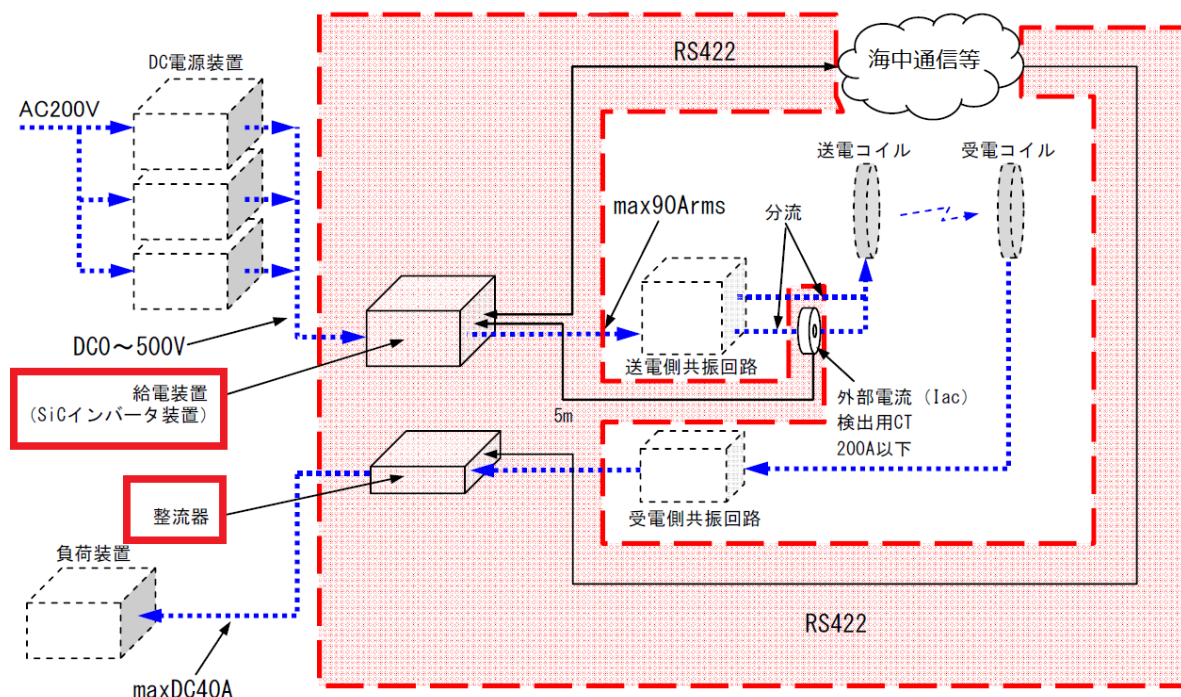 RS422
海中通信等
DC電源装置
AC200V
送電コイル
受電コイル
max90Arms
分流
DC0～500V
送電側共振回路
給電装置
(SiCインバータ装置)
外部電流（Iac)
検出用CT
200A以下
5m
整流器
受電側共振回路
負荷装置
RS422
maxDC40A